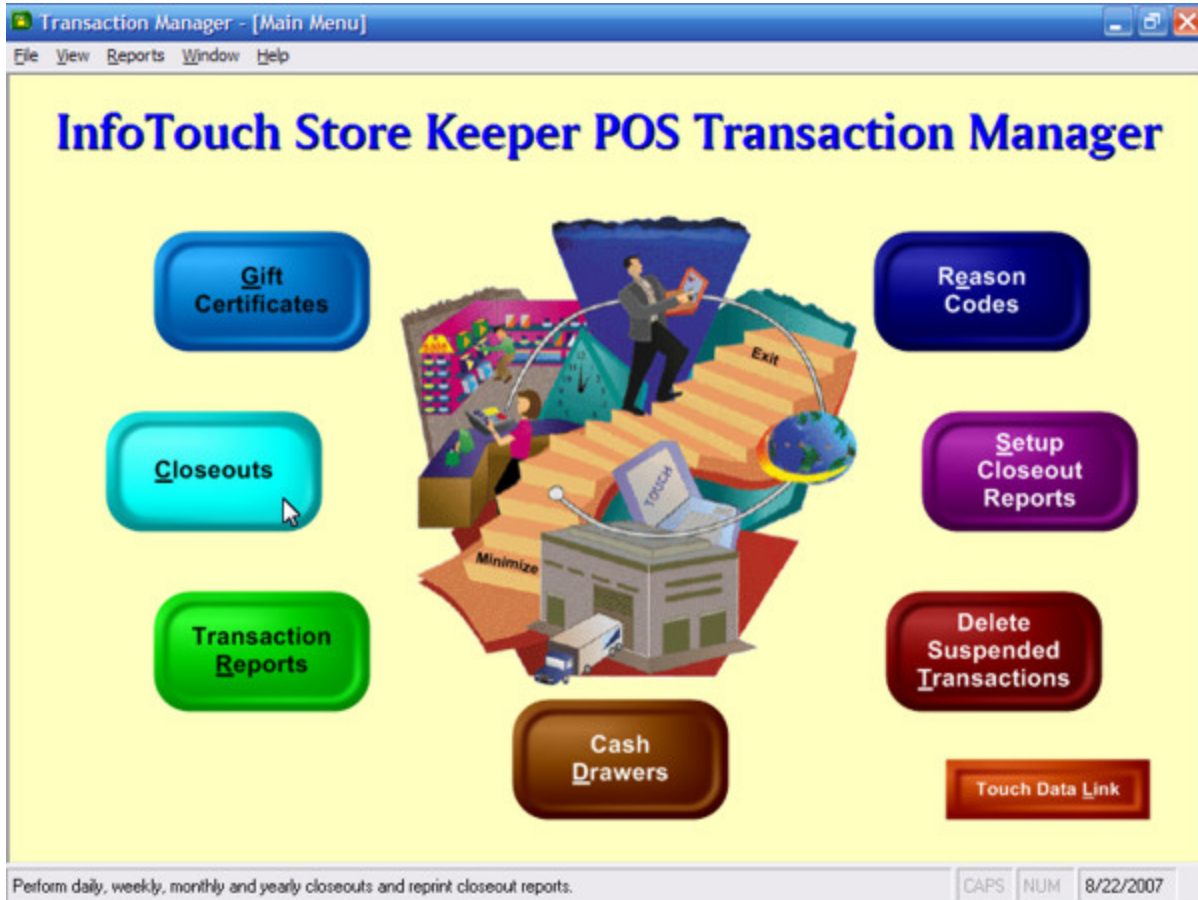 Transaction Manager - [Main Menu]
File View Reports Window Help
InfoTouch Store Keeper POS Transaction Manager
Gift
Certificates
Reason
Codes
Exit
Closeouts
Setup
Closeout
Reports
TOUCH
Minimize
Transaction
Reports
Delete
Suspended
Transactions
Cash
Drawers
Touch Data Link
Perform daily, weekly, monthly and yearly closeouts and reprint closeout reports.
CAPS NUM 8/22/2007